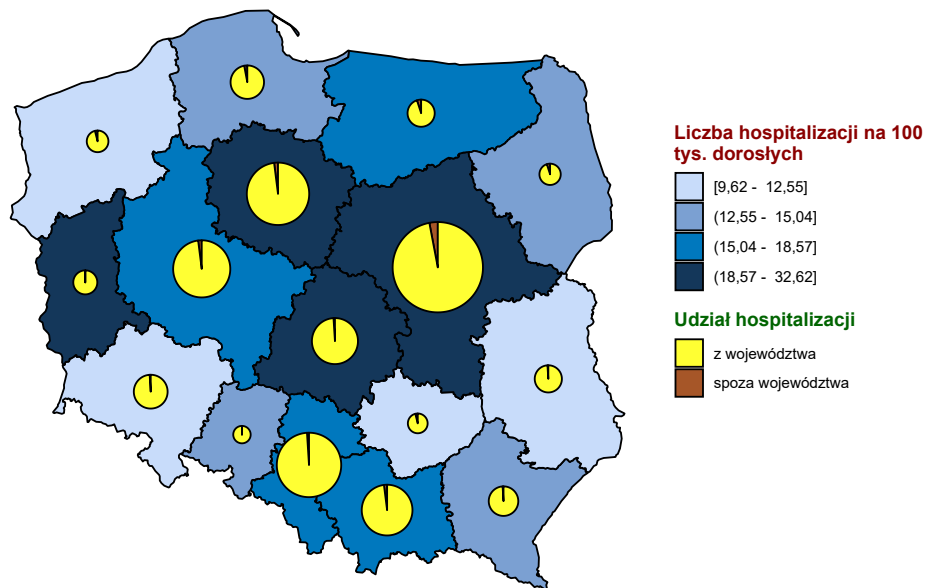 Liczba hospitalizacji na 100
tys. dorosłych
[9,62 - 12,55]
(12,55 - 15,04]
(15,04 - 18,57]
(18,57 - 32,62]
Udział hospitalizacji
z województwa
spoza województwa